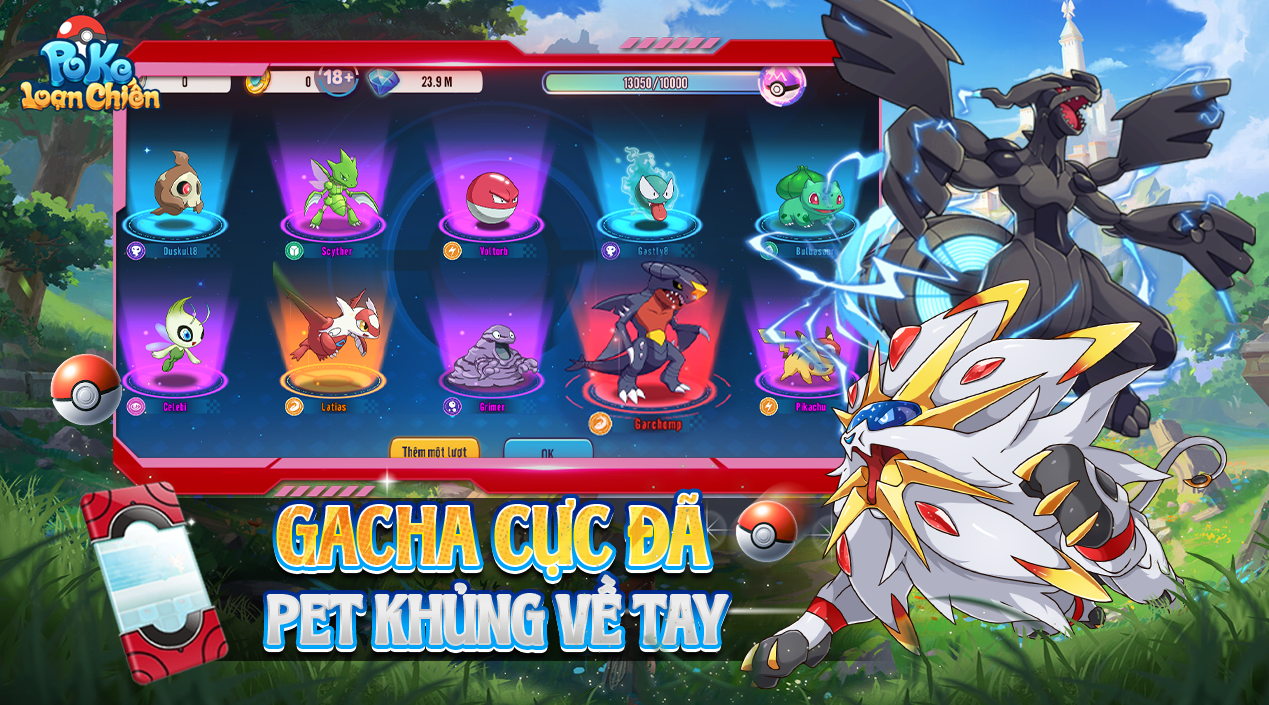 Poke
Loạn Chiến
0
0
18+
23.9 M
13050/10000
Duskull8
Scyther
Voltorb
Gastly8
Bulbasaur
Celebi
Latias
Grimer
Garchomp
Pikachu
Thêm một lượt
OK
GACHA CỰC ĐÃ
PET KHỦNG VỀ TAY